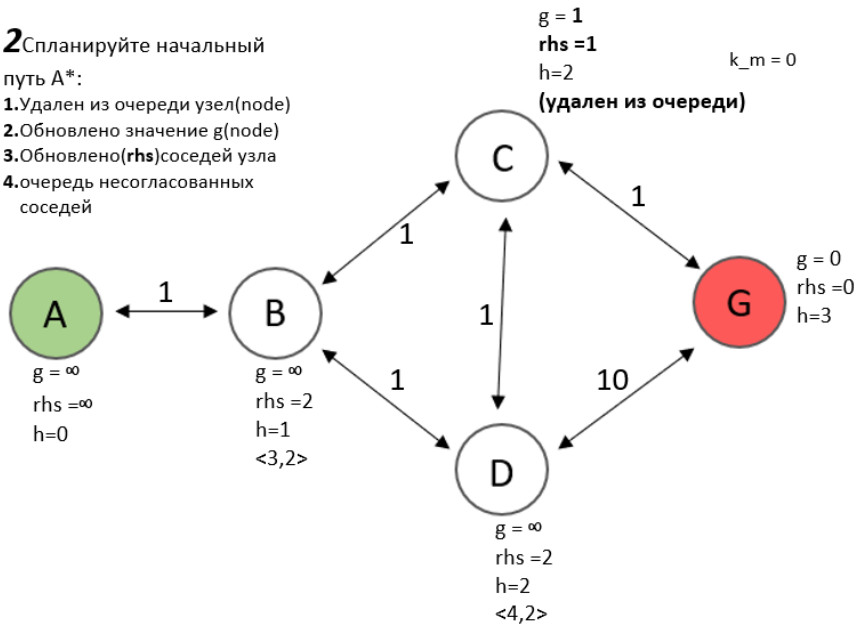 2Спланируйте начальный
путь A*:
1.Удален из очереди узел(node)
2.Обновлено значение g(node)
3.Обновлено(rhs)соседей узла
4.очередь несогласованных
соседей
g = 1
rhs =1
h=2
(удален из очереди)
k_m = 0
C
1
1
A
1
B
1
G
g = 0
rhs =0
h=3
g = ∞
rhs =∞
h=0
g = ∞
rhs =2
h=1
<3,2>
1
10
D
g = ∞
rhs =2
h=2
<4,2>